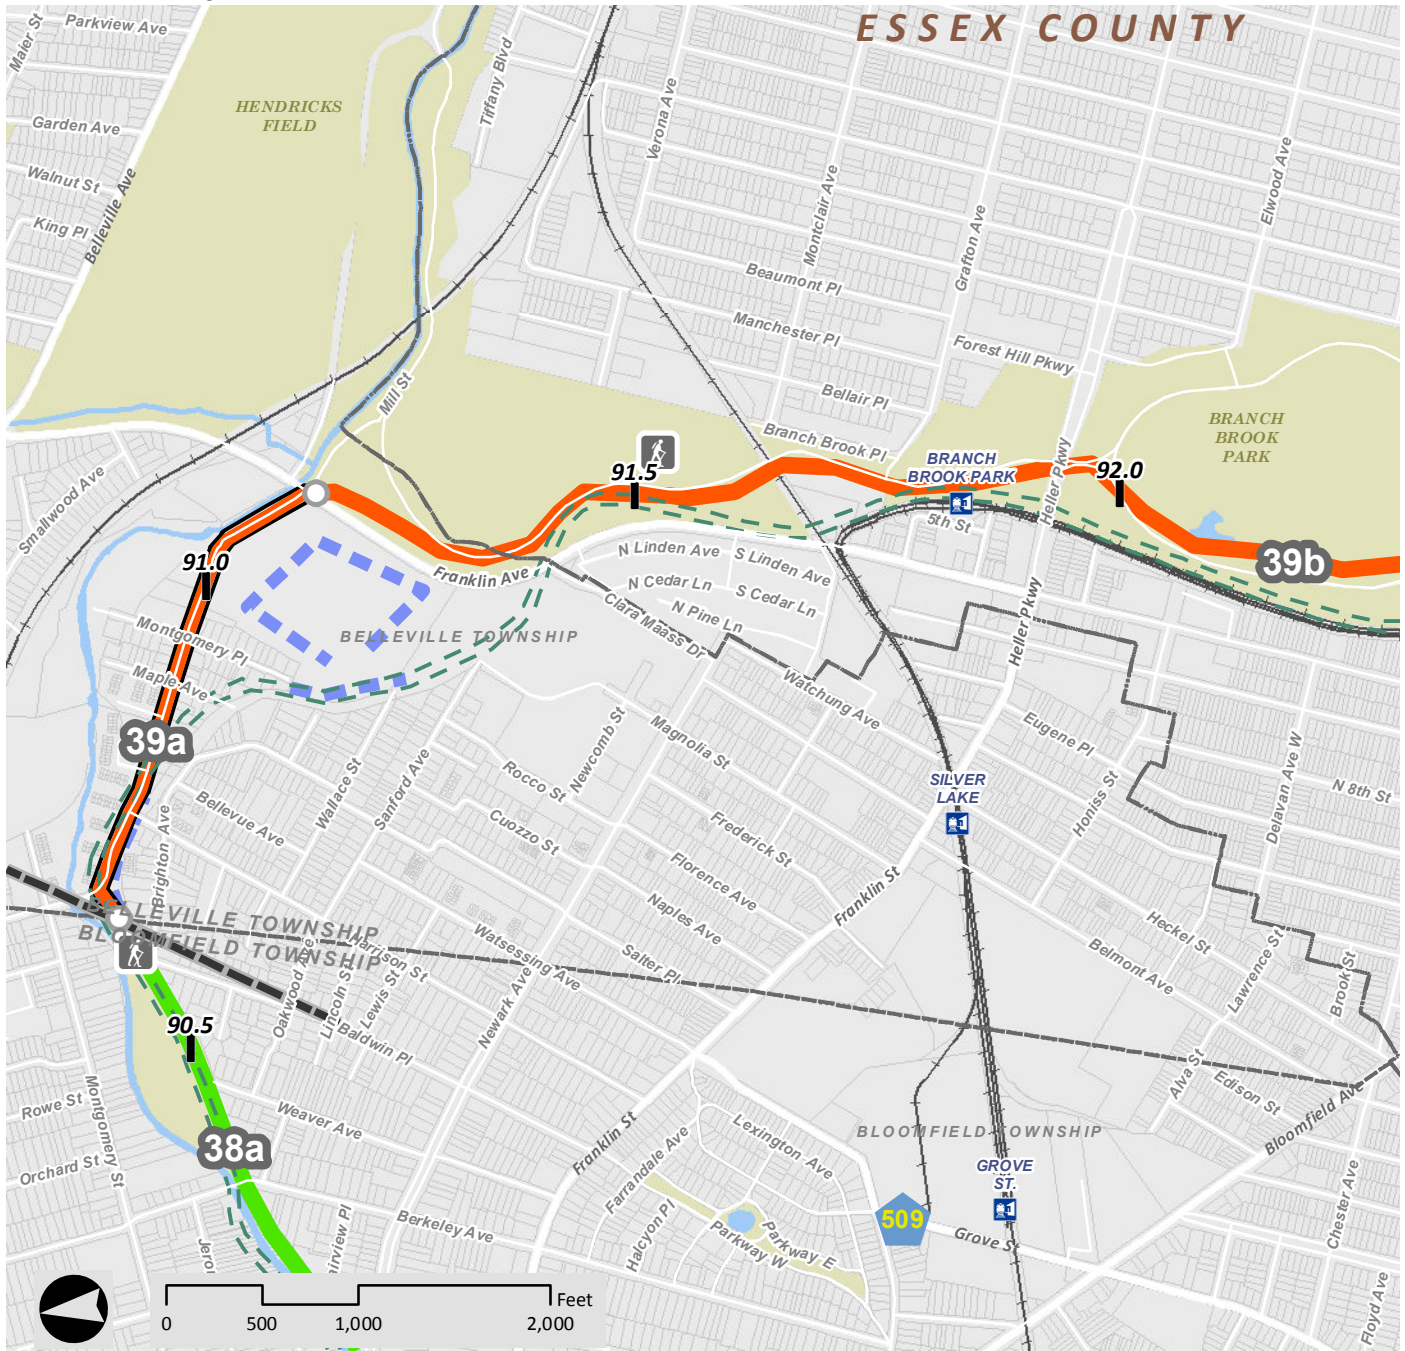 ESSEX COUNTY
Parkview Ave
Maier St
Tiffany Blvd
HENDRICKS
FIELD
Verona Ave
Garden Ave
Elwood Ave
Walnut St
Montclair Ave
Belleville Ave
King Pl
Grafton Ave
Beaumont Pl
Manchester Pl
Forest Hill Pkwy
Mill St
Bellair Pl
BRANCH
BROOK
PARK
Branch Brook Pl
BRANCH
BROOK PARK
91.5
92.0
Heller Pkwy
Smallwood Ave
5th St
91.0
N Linden Ave
S Linden Ave
39b
Franklin Ave
N Cedar Ln
S Cedar Ln
Clara Maass Dr
N Pine Ln
Montgomery Pl
BELLEVILLE TOWNSHIP
Heller Pkwy
Maple Ave
Watchung Ave
39a
Magnolia St
Newcomb St
Eugene Pl
Rocco St
SILVER
LAKE
Delavan Ave W
N 8th St
Wallace St
Sanford Ave
Honiss St
Bellevue Ave
Cuozzo St
Frederick St
Brighton Ave
Florence Ave
Franklin St
BELLEVILLE TOWNSHIP
BLOOMFIELD TOWNSHIP
Naples Ave
Heckel St
Watsessing Ave
Harrison St
Salter Pl
Belmont Ave
Oakwood Ave
Lincoln St
Lewis St
Newark Ave
Lawrence St
Brook St
90.5
Baldwin Pl
Montgomery St
Alva St
Edison St
Rowe St
Weaver Ave
Lexington Ave
BLOOMFIELD TOWNSHIP
Bloomfield Ave
38a
Franklin St
Farrandale Ave
Orchard St
GROVE
ST.
Chester Ave
Halcyon Pl
509
Berkeley Ave
Parkway E
Parkway W
Grove St
Jero
airview Pl
Floyd Ave
Feet
0 500 1,000 2,000